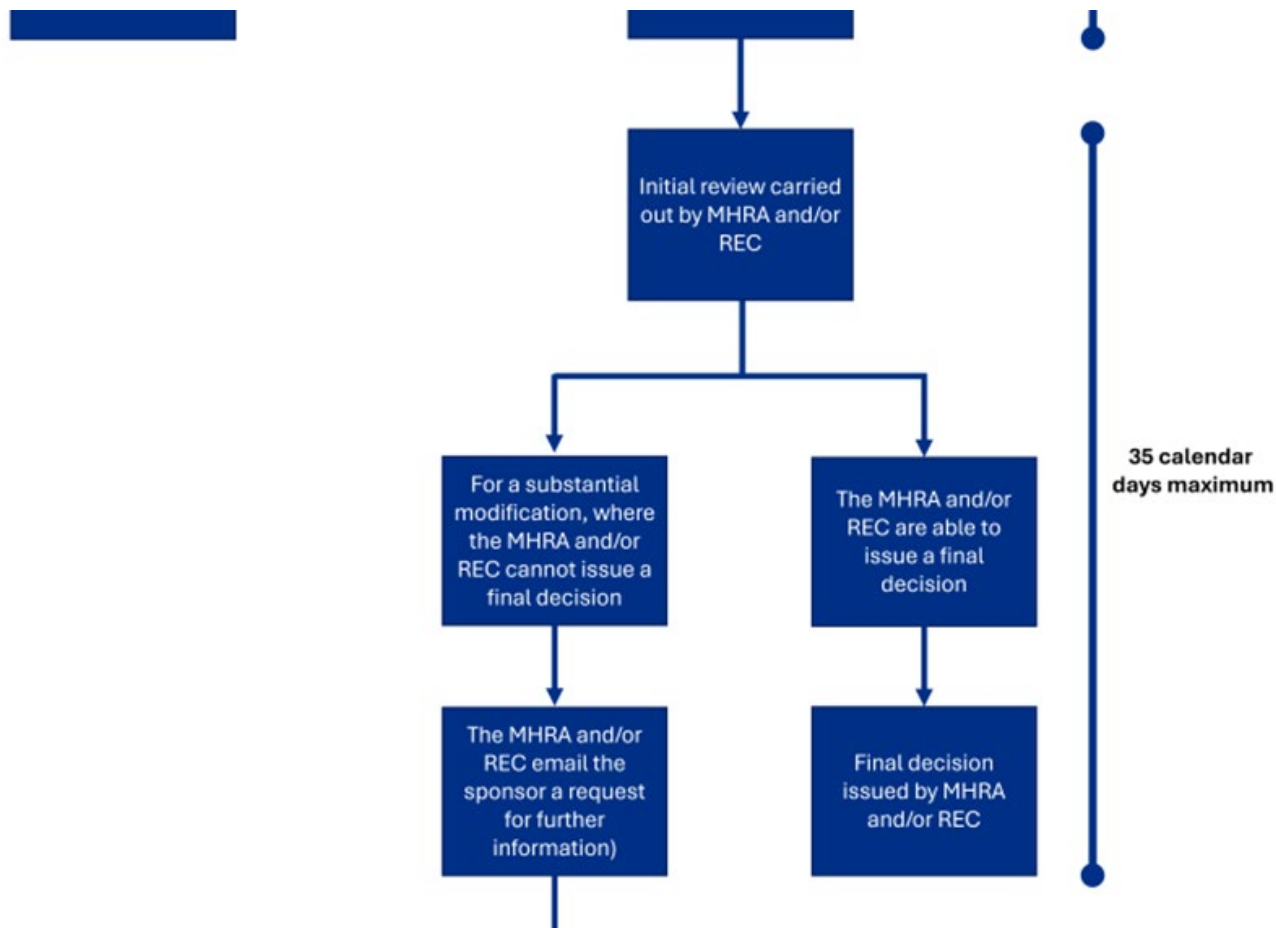 Initial review carried
out by MHRA and/or
REC
For a substantial
modification, where
the MHRA and/or
REC cannot issue a
final decision
The MHRA and/or
REC are able to
issue a final
decision
35 calendar
days maximum
The MHRA and/or
REC email the
sponsor a request
for further
information)
Final decision
issued by MHRA
and/or REC